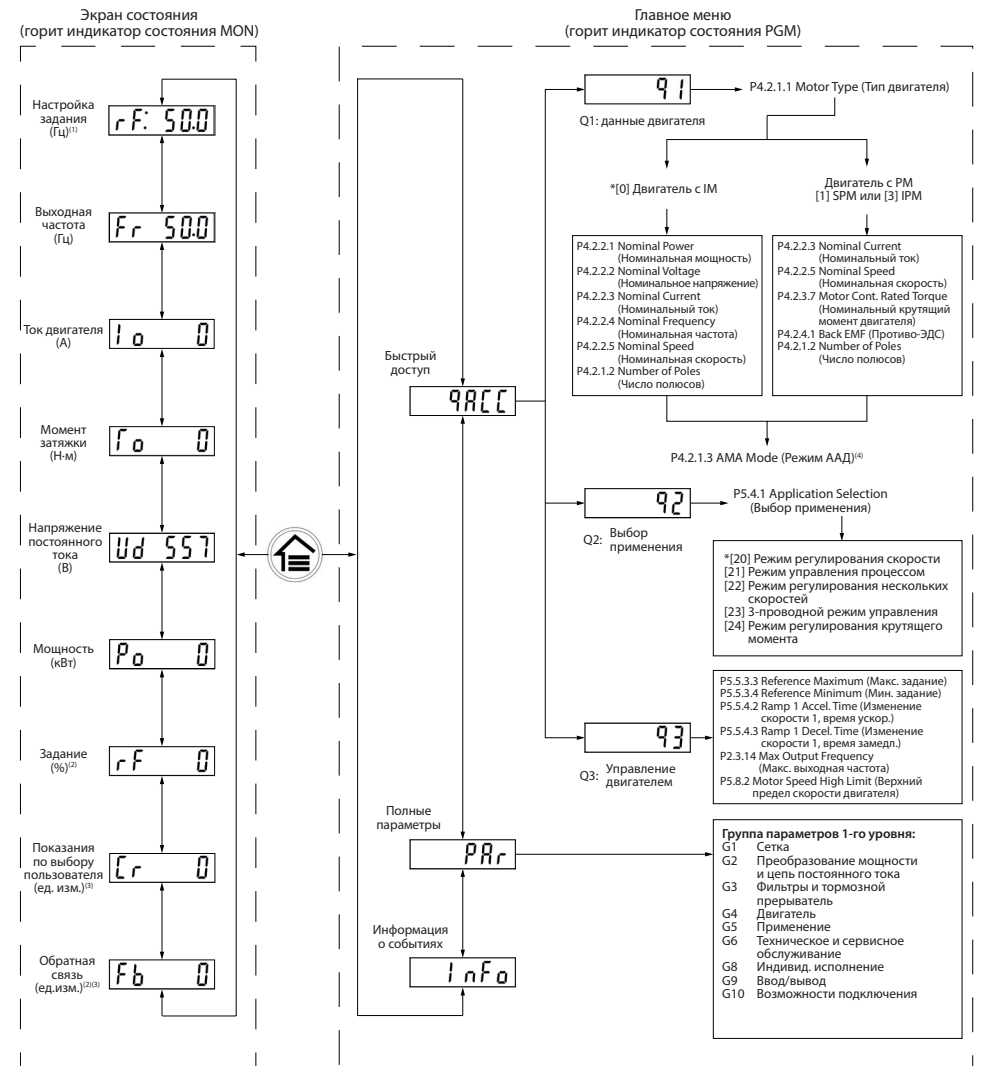 Экран состояния
(горит индикатор состояния MON)
Настройка
задания
(Гц)(1)
rF: 50.0
Выходная
частота
(Гц)
Fr 50.0
Ток двигателя
(А)
Io 0
Момент
затяжки
(Н·м)
To 0
Напряжение
постоянного
тока
(В)
Ud 557
Мощность
(кВт)
Po 0
Задание
(%)(2)
rF 0
Показания
по выбору
пользователя
(ед. изм.)(3)
Cr 0
Обратная
связь
(ед.изм.)(2)(3)
Fb 0
Главное меню
(горит индикатор состояния PGM)
Быстрый
доступ
qACC
Полные
параметры
PAr
Информация
о событиях
InFo
q1
Q1: данные двигателя
P4.2.1.1 Motor Type (Тип двигателя)
*[0] Двигатель с IM
Двигатель с PM
[1] SPM или [3] IPM
P4.2.2.1 Nominal Power
(Номинальная мощность)
P4.2.2.2 Nominal Voltage
(Номинальное напряжение)
P4.2.2.3 Nominal Current
(Номинальный ток)
P4.2.2.4 Nominal Frequency
(Номинальная частота)
P4.2.2.5 Nominal Speed
(Номинальная скорость)
P4.2.1.2 Number of Poles
(Число полюсов)
P4.2.2.3 Nominal Current
(Номинальный ток)
P4.2.2.5 Nominal Speed
(Номинальная скорость)
P4.2.3.7 Motor Cont. Rated Torque
(Номинальный крутящий
момент двигателя)
P4.2.4.1 Back EMF (Противо-ЭДС)
P4.2.1.2 Number of Poles
(Число полюсов)
P4.2.1.3 AMA Mode (Режим ААД)(4)
q2
Q2: Выбор
применения
P5.4.1 Application Selection
(Выбор применения)
*[20] Режим регулирования скорости
[21] Режим управления процессом
[22] Режим регулирования нескольких
скоростей
[23] 3-проводной режим управления
[24] Режим регулирования крутящего
момента
q3
Q3: Управление
двигателем
P5.5.3.3 Reference Maximum (Макс. задание)
P5.5.3.4 Reference Minimum (Мин. задание)
P5.5.4.2 Ramp 1 Accel. Time (Изменение
скорости 1, время ускор.)
P5.5.4.3 Ramp 1 Decel. Time (Изменение
скорости 1, время замедл.)
P2.3.14 Max Output Frequency
(Макс. выходная частота)
P5.8.2 Motor Speed High Limit (Верхний
предел скорости двигателя)
Группа параметров 1-го уровня:
G1 Сетка
G2 Преобразование мощности
и цепь постоянного тока
G3 Фильтры и тормозной
прерыватель
G4 Двигатель
G5 Применение
G6 Техническое и сервисное
обслуживание
G8 Индивид. исполнение
G9 Ввод/вывод
G10 Возможности подключения